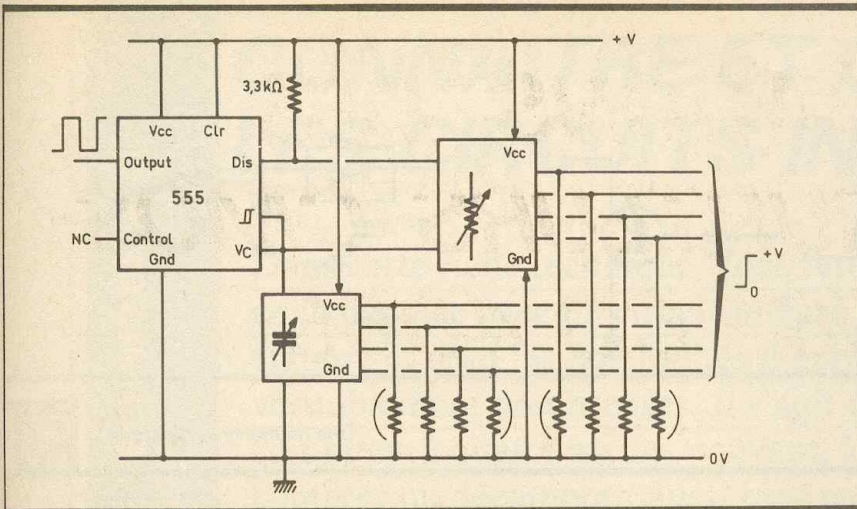 + V
3,3 kΩ
Vcc Clr
Output Dis
555
NC Control VC
Gnd
Vcc
Gnd
Vcc
Gnd
+ V
0
0 V